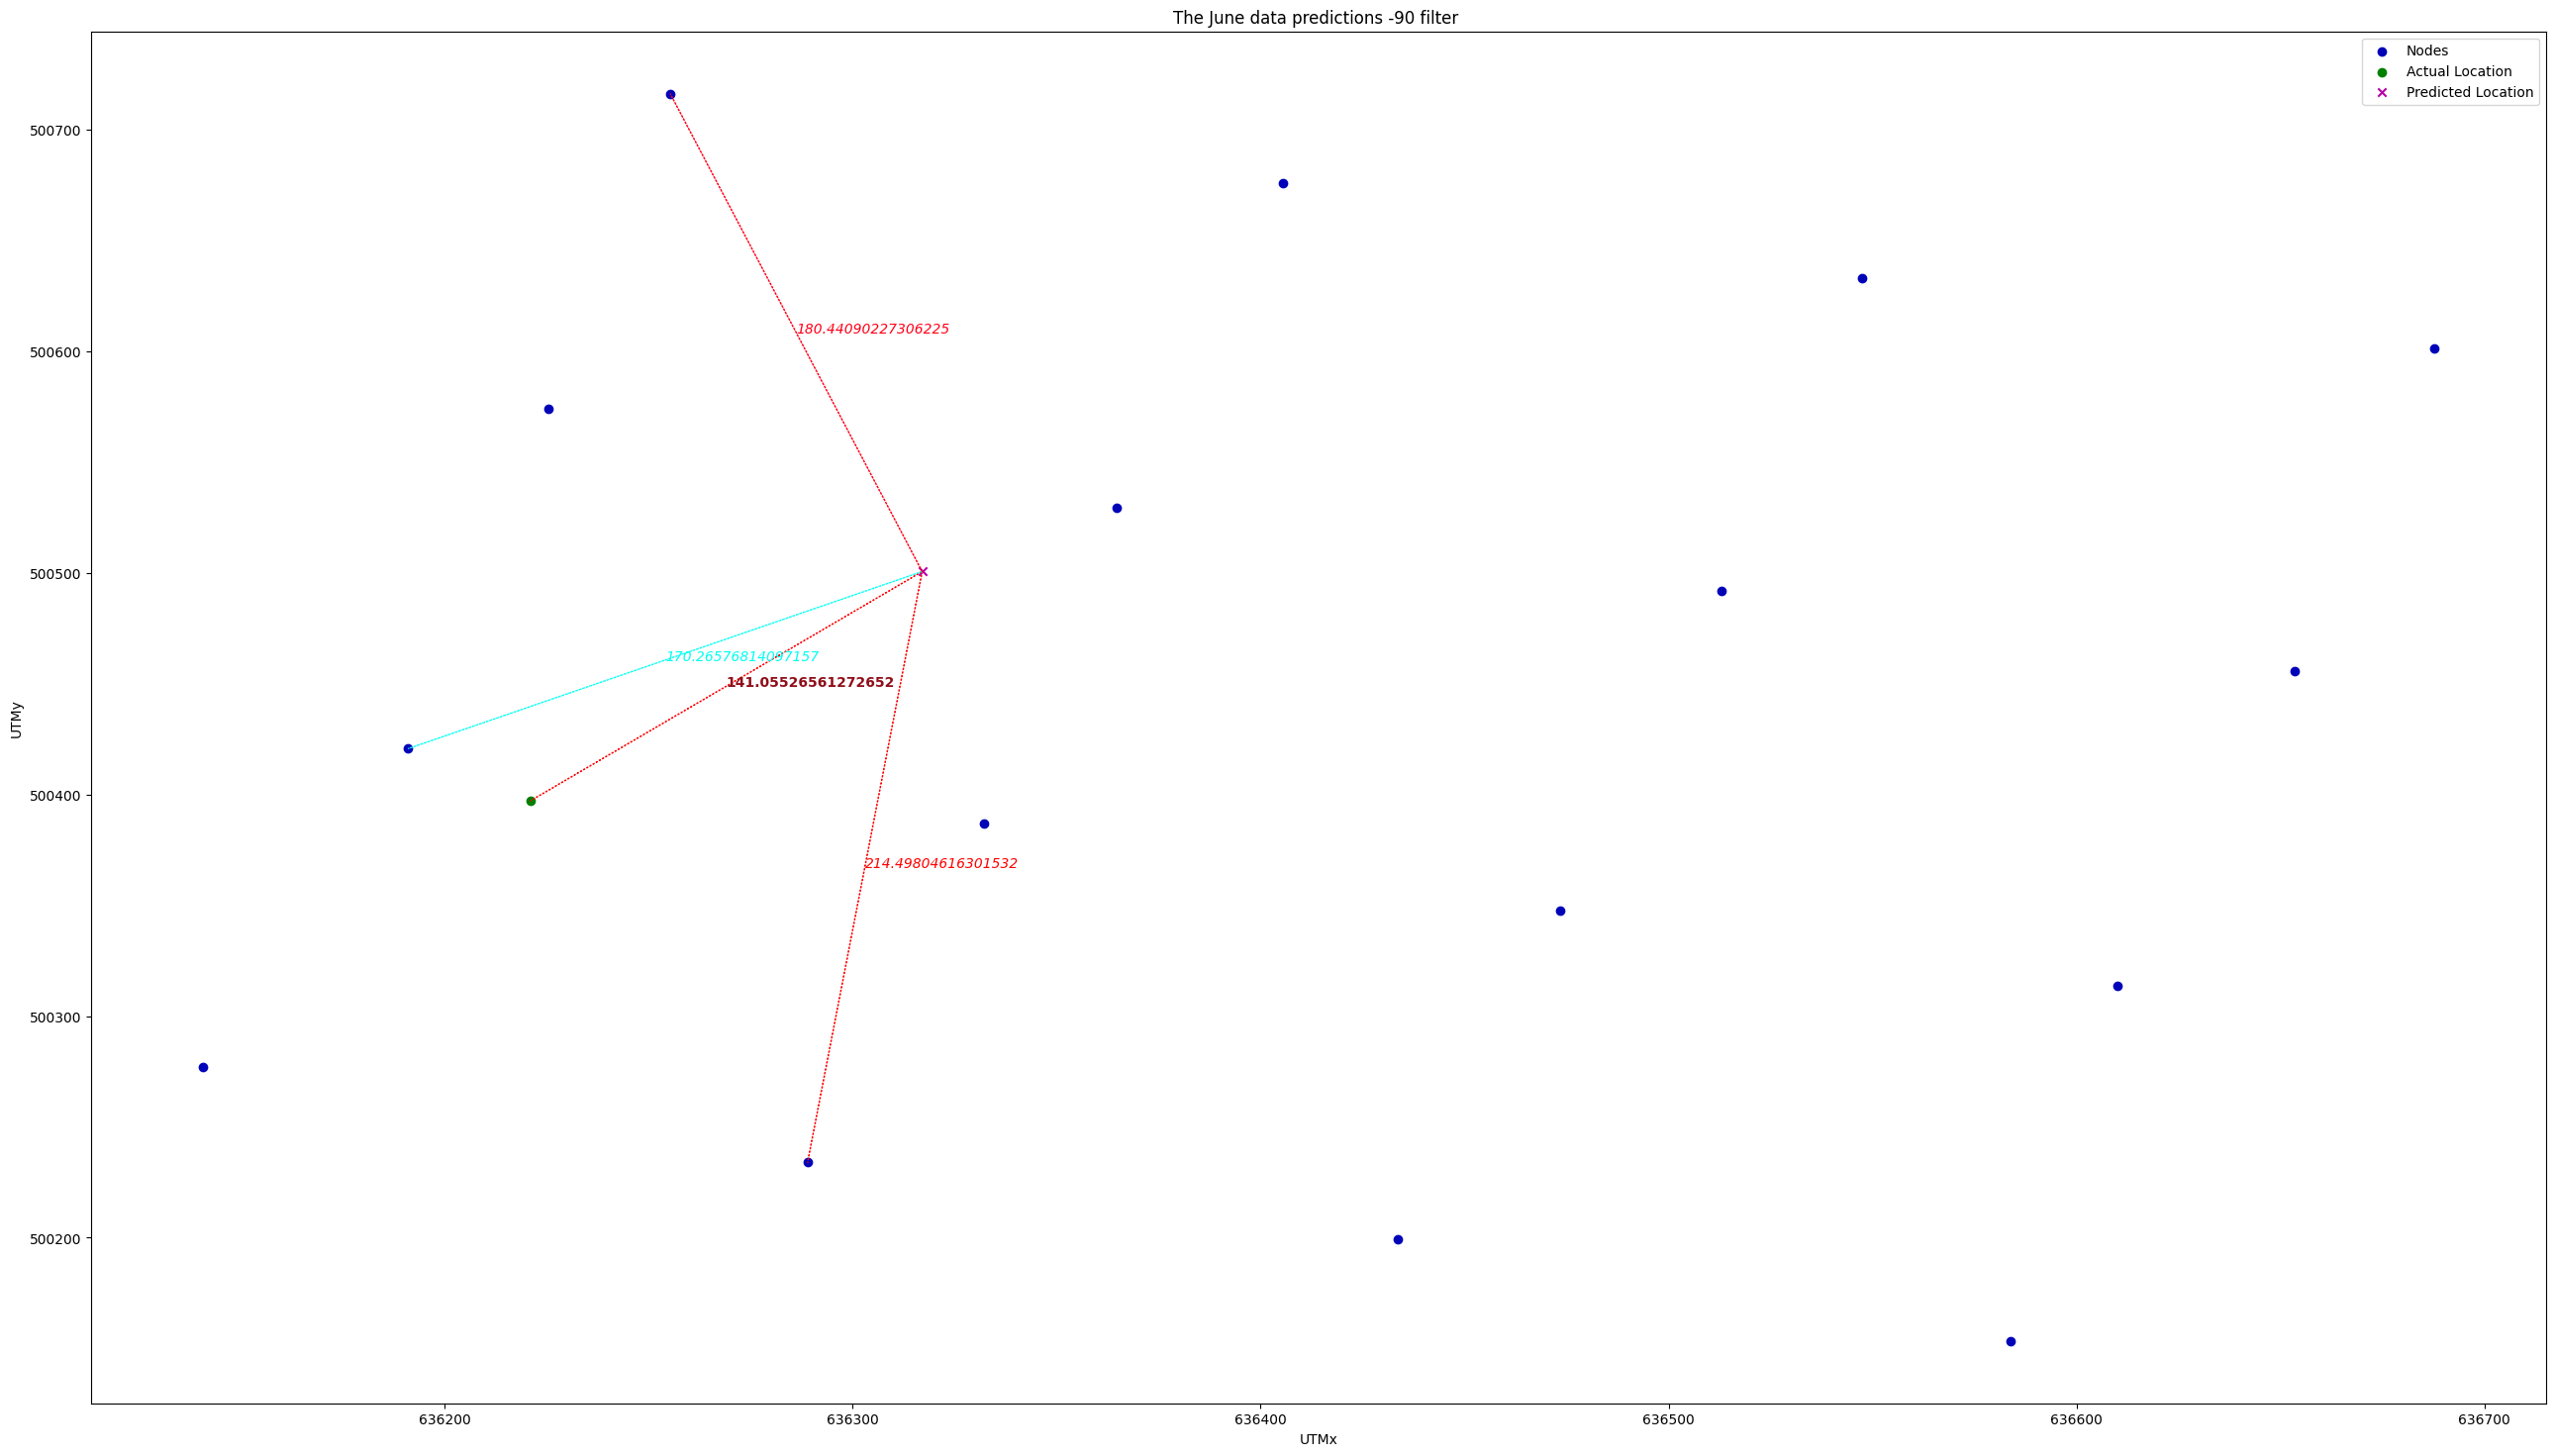 The June data predictions -90 filter
Nodes
Actual Location
Predicted Location
500700
180.44090227306225
500600
500500
170.26576814097157
141.05526561272652
UTMy
500400
214.49804616301532
500300
500200
636200
636300
636400
636500
636600
636700
UTMx